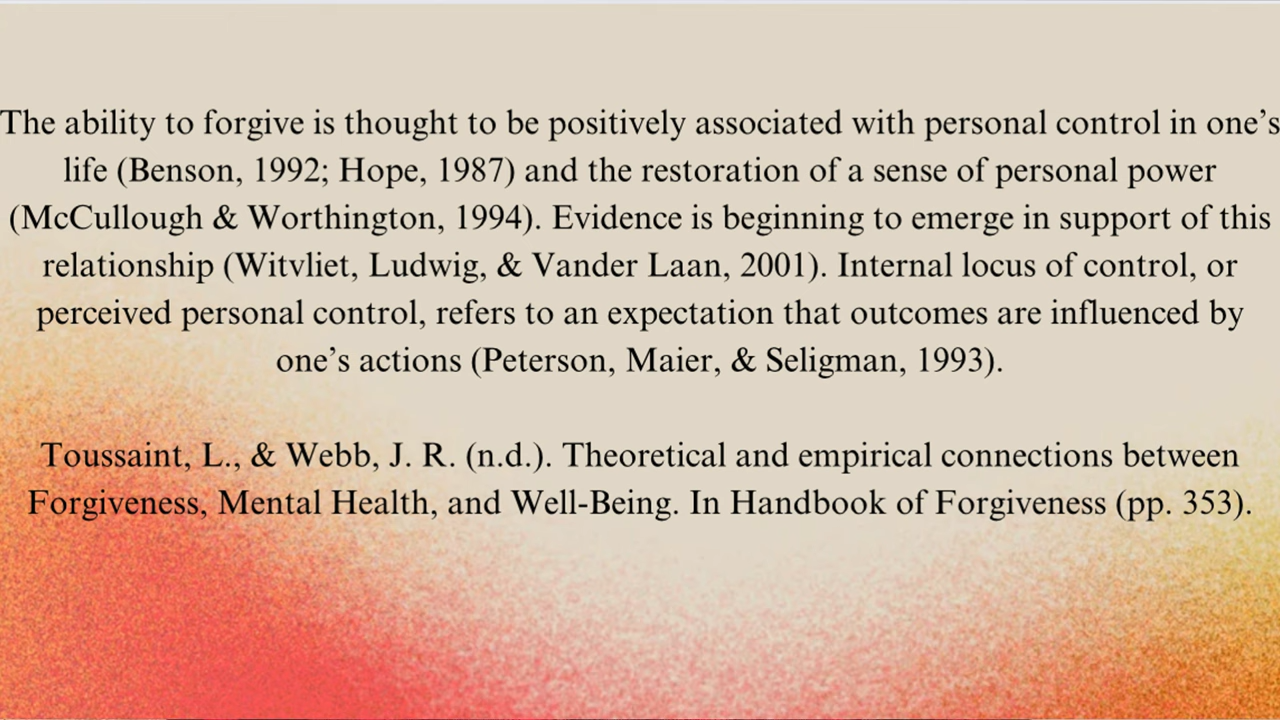 The ability to forgive is thought to be positively associated with personal control in one’s
life (Benson, 1992; Hope, 1987) and the restoration of a sense of personal power
(McCullough & Worthington, 1994). Evidence is beginning to emerge in support of this
relationship (Witvliet, Ludwig, & Vander Laan, 2001). Internal locus of control, or
perceived personal control, refers to an expectation that outcomes are influenced by
one’s actions (Peterson, Maier, & Seligman, 1993).
Toussaint, L., & Webb, J. R. (n.d.). Theoretical and empirical connections between
Forgiveness, Mental Health, and Well-Being. In Handbook of Forgiveness (pp. 353).